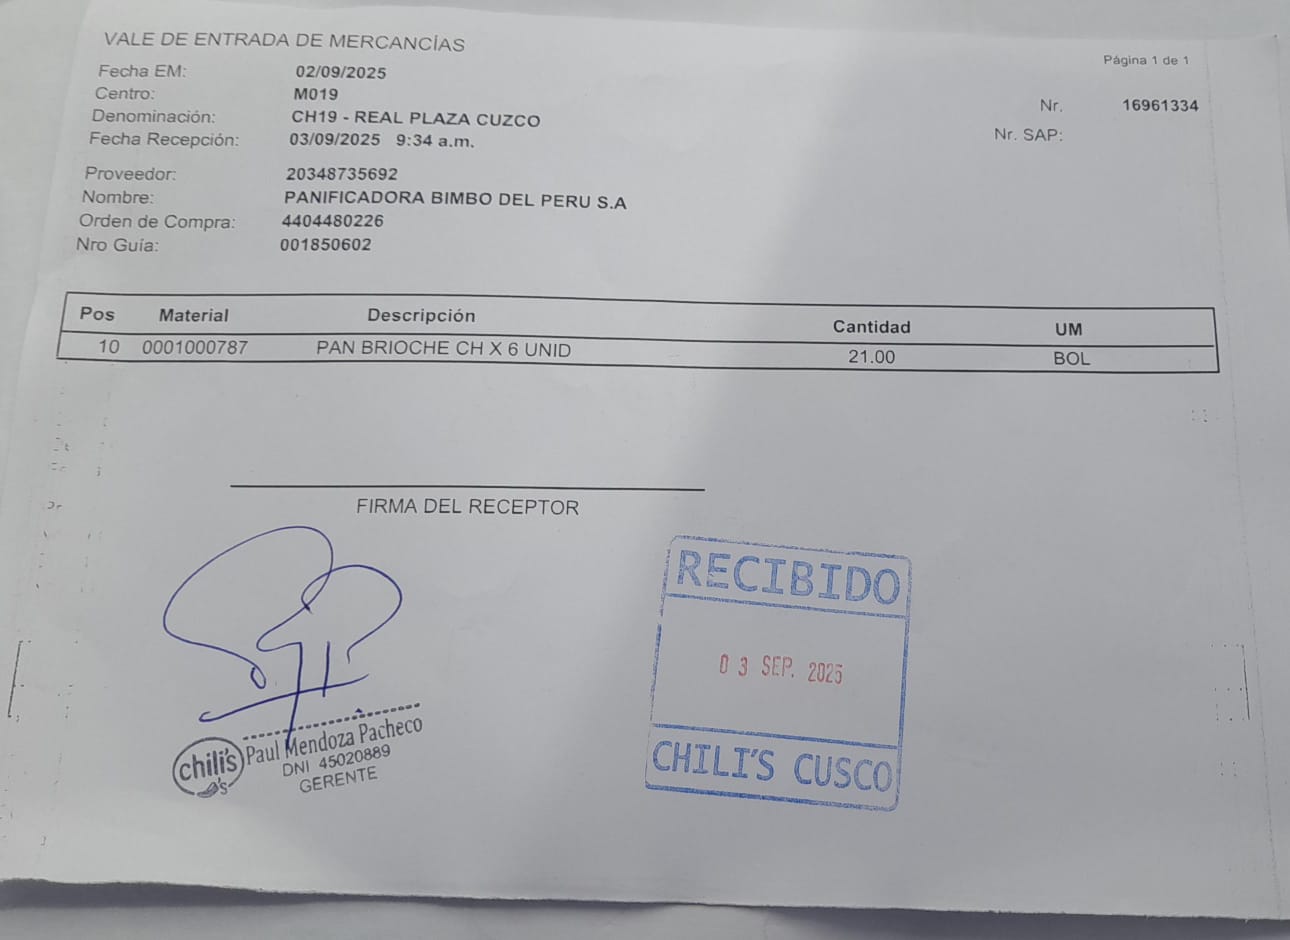 VALE DE ENTRADA DE MERCANCÍAS
Página 1 de 1
Fecha EM: 02/09/2025
Centro: M019
Nr. 16961334
Denominación: CH19 - REAL PLAZA CUZCO
Nr. SAP:
Fecha Recepción: 03/09/2025 9:34 a.m.
Proveedor: 20348735692
Nombre: PANIFICADORA BIMBO DEL PERU S.A
Orden de Compra: 4404480226
Nro Guía: 001850602
Pos Material Descripción Cantidad UM
10 0001000787 PAN BRIOCHE CH X 6 UNID 21.00 BOL
FIRMA DEL RECEPTOR
RECIBIDO
03 SEP. 2025
CHILI'S CUSCO
chili's Paul Mendoza Pacheco
DNI 45020889
GERENTE